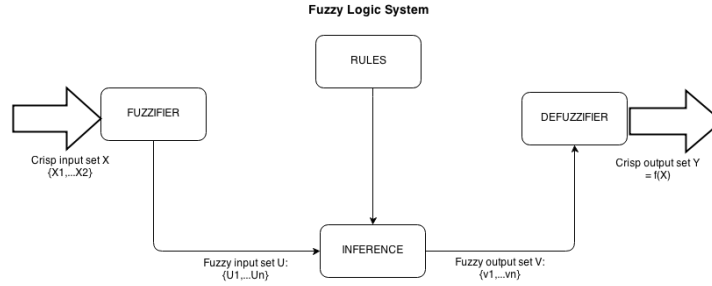 Fuzzy Logic System
RULES
FUZZIFIER
DEFUZZIFIER
Crisp input set X
{X1,...X2}
Crisp output set Y
= f(X)
INFERENCE
Fuzzy input set U:
{U1,...Un}
Fuzzy output set V:
{v1,...vn}